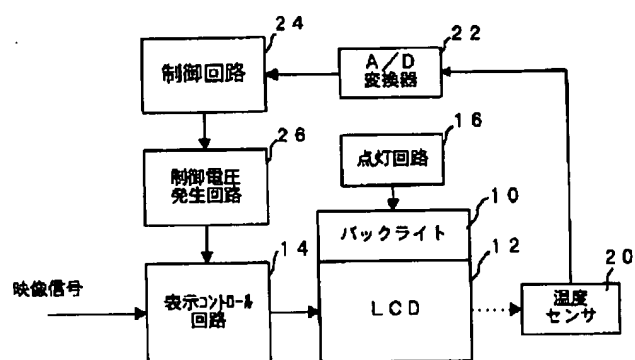 24
制御回路
22
A/D
変換器
16
点灯回路
26
制御電圧
発生回路
10
バックライト
14
12
20
映像信号
表示コントロール
回路
LCD
温度
センサ